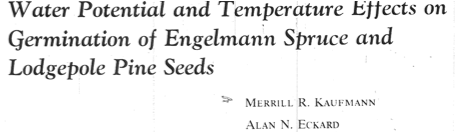 Water Potential and Temperature Effects on
Germination of Engelmann Spruce and
Lodgepole Pine Seeds
MERRILL R. KAUFMANN
ALAN N. ECKARD